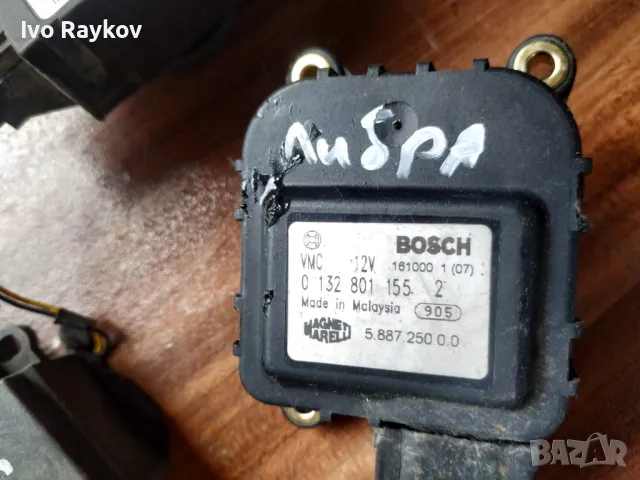 Ivo Raykov
Либра
BOSCH
VMC 12V 161000 1 (07)
0 132 801 155 2
Made in Malaysia 905
MAGNETI MARELLI 5.887.250.0.0
BAZAR